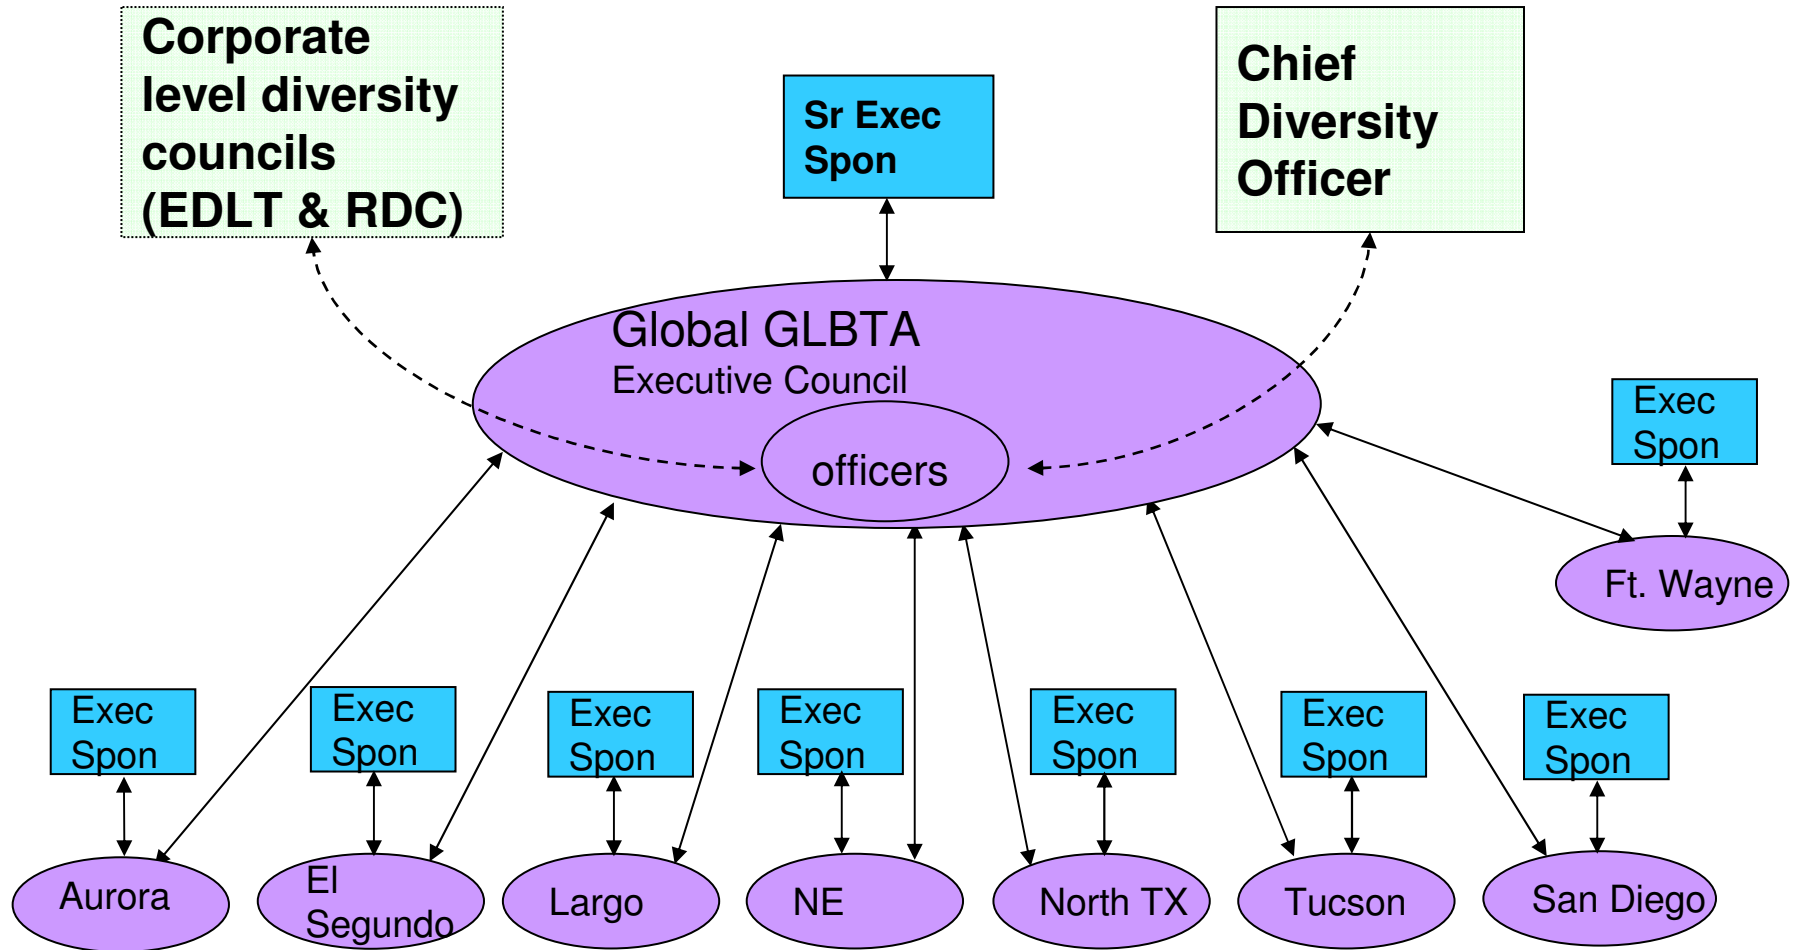 Corporate
level diversity
councils
(EDLT & RDC)
Sr Exec
Spon
Chief
Diversity
Officer
Global GLBTA
Executive Council
officers
Exec
Spon
Ft. Wayne
Exec
Spon
Exec
Spon
Exec
Spon
Exec
Spon
Exec
Spon
Exec
Spon
Exec
Spon
Aurora
El
Segundo
Largo
NE
North TX
Tucson
San Diego